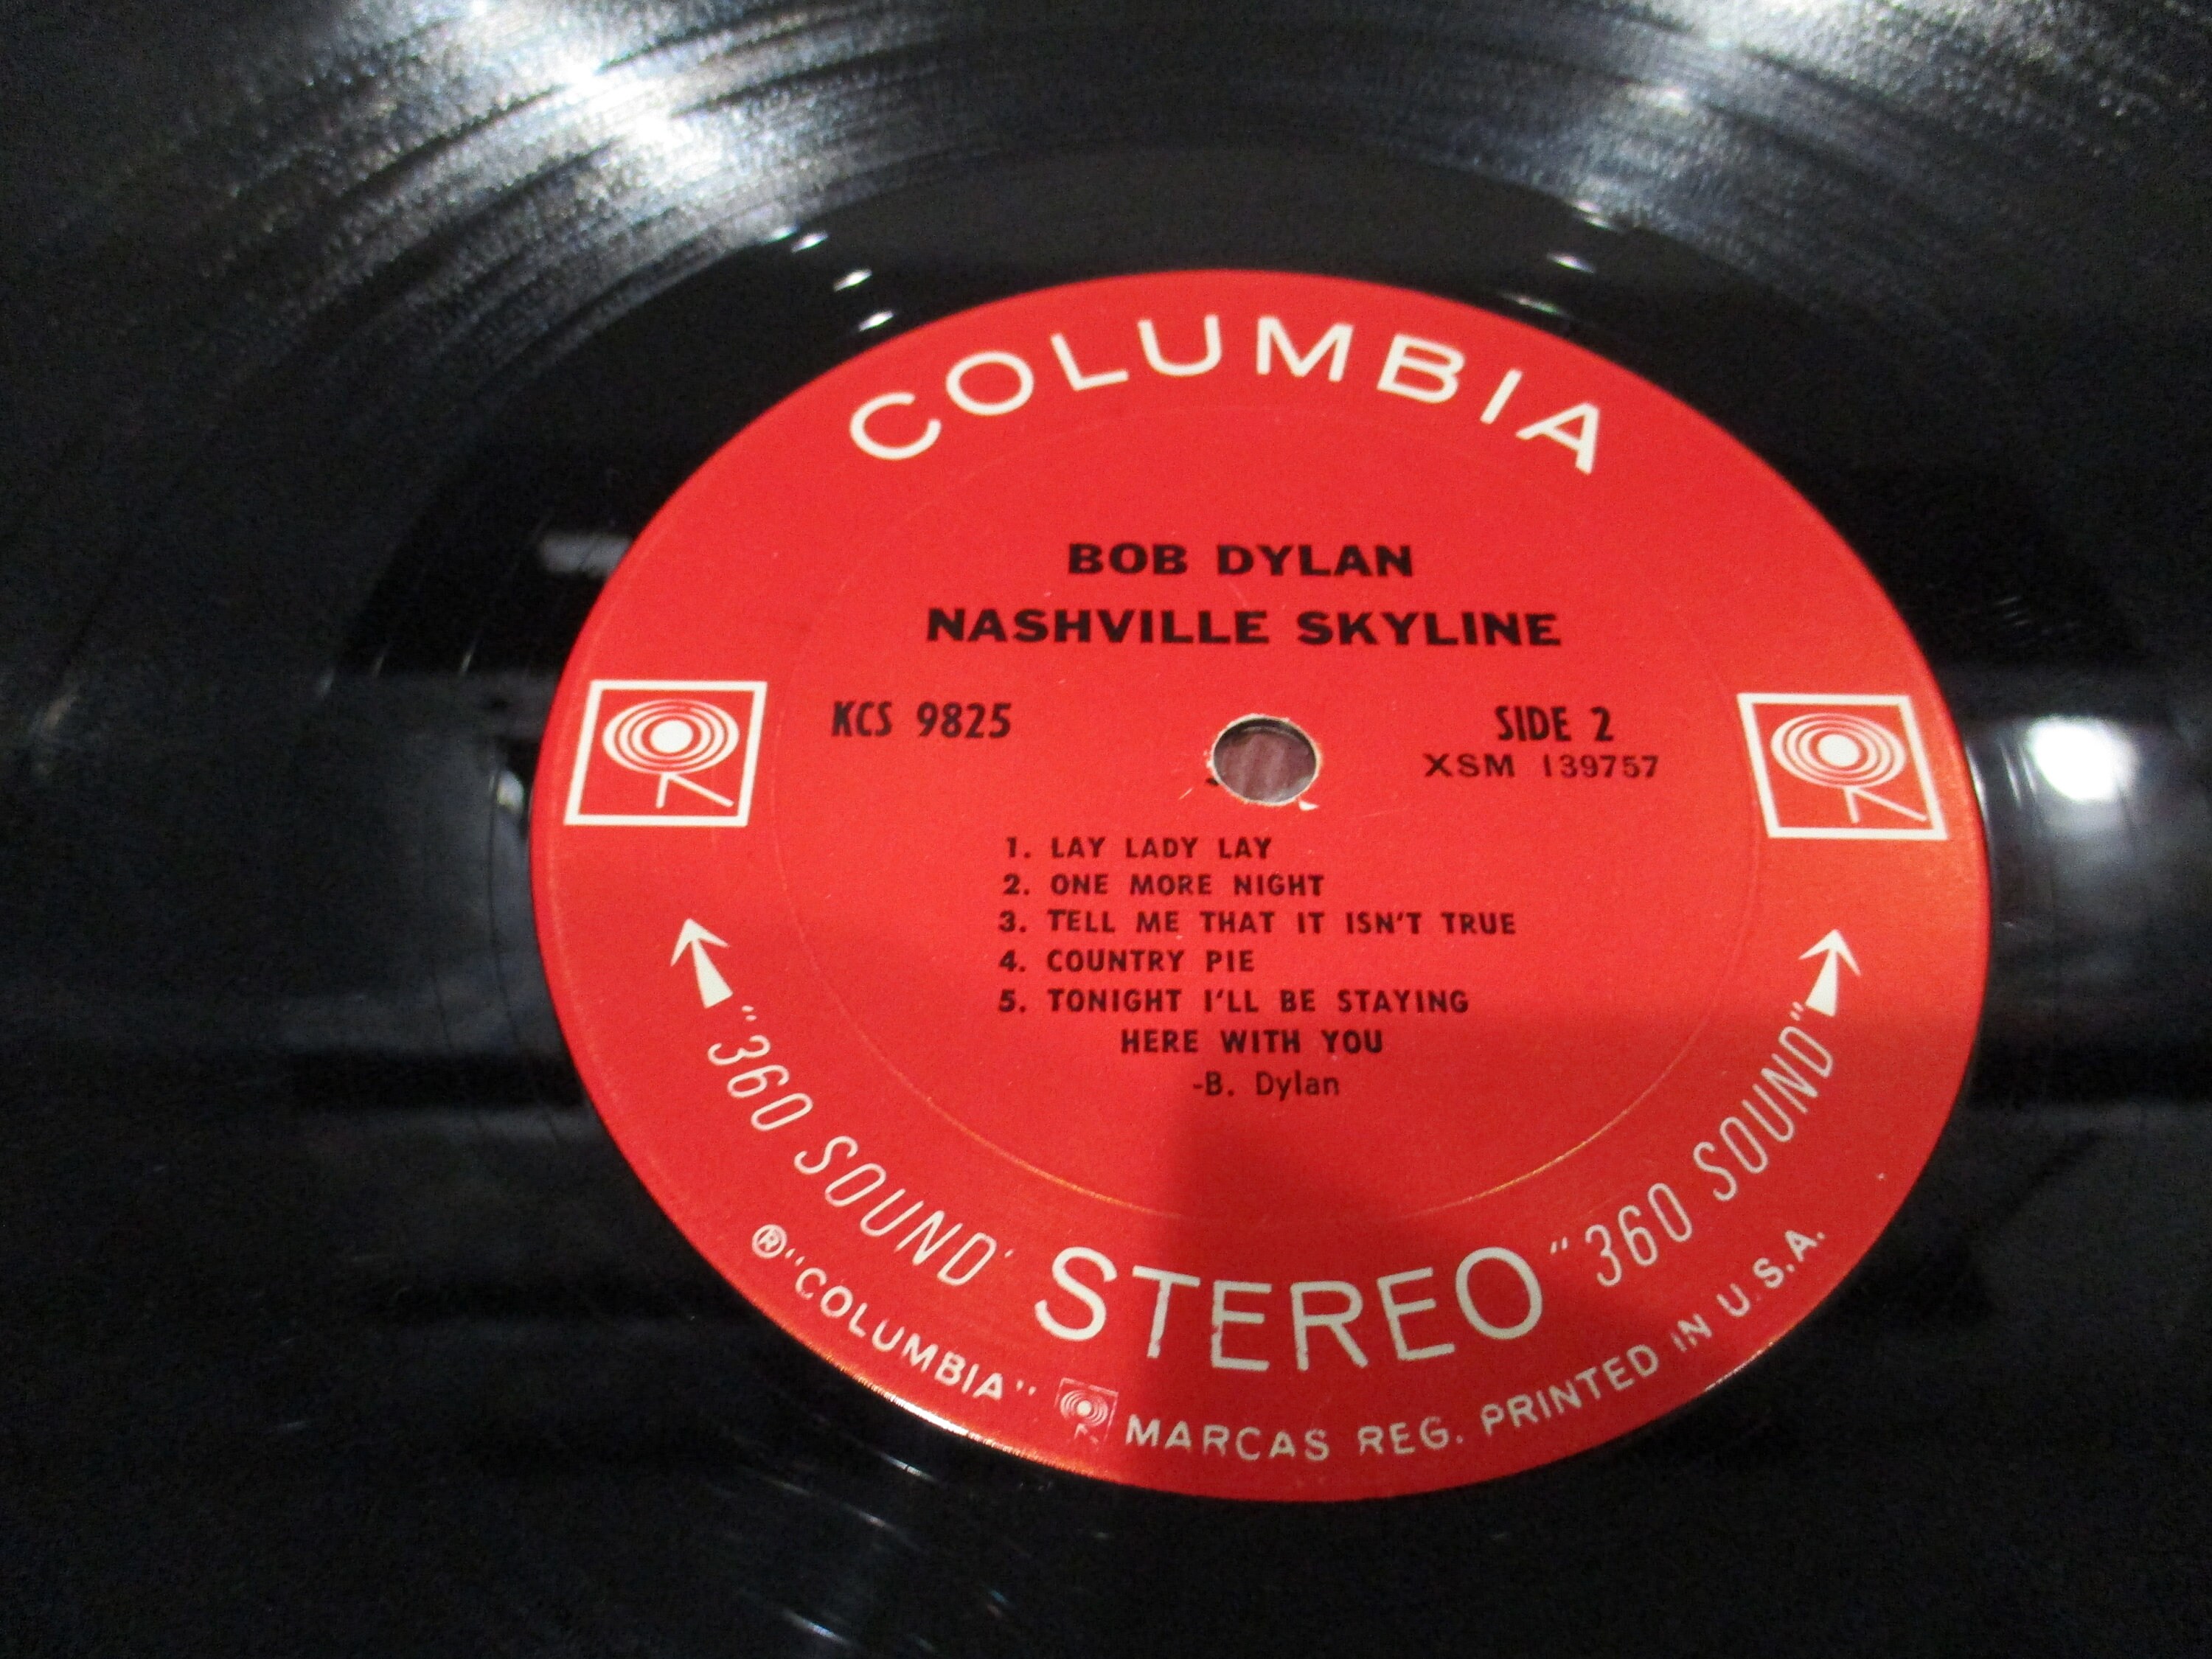 COLUMBIA
BOB DYLAN
NASHVILLE SKYLINE
KCS 9825
SIDE 2
XSM 139757
1. LAY LADY LAY
2. ONE MORE NIGHT
3. TELL ME THAT IT ISN'T TRUE
4. COUNTRY PIE
5. TONIGHT I'LL BE STAYING
HERE WITH YOU
-B. Dylan
"360 SOUND' STEREO "360 SOUND"
®"COLUMBIA" MARCAS REG. PRINTED IN U.S.A.